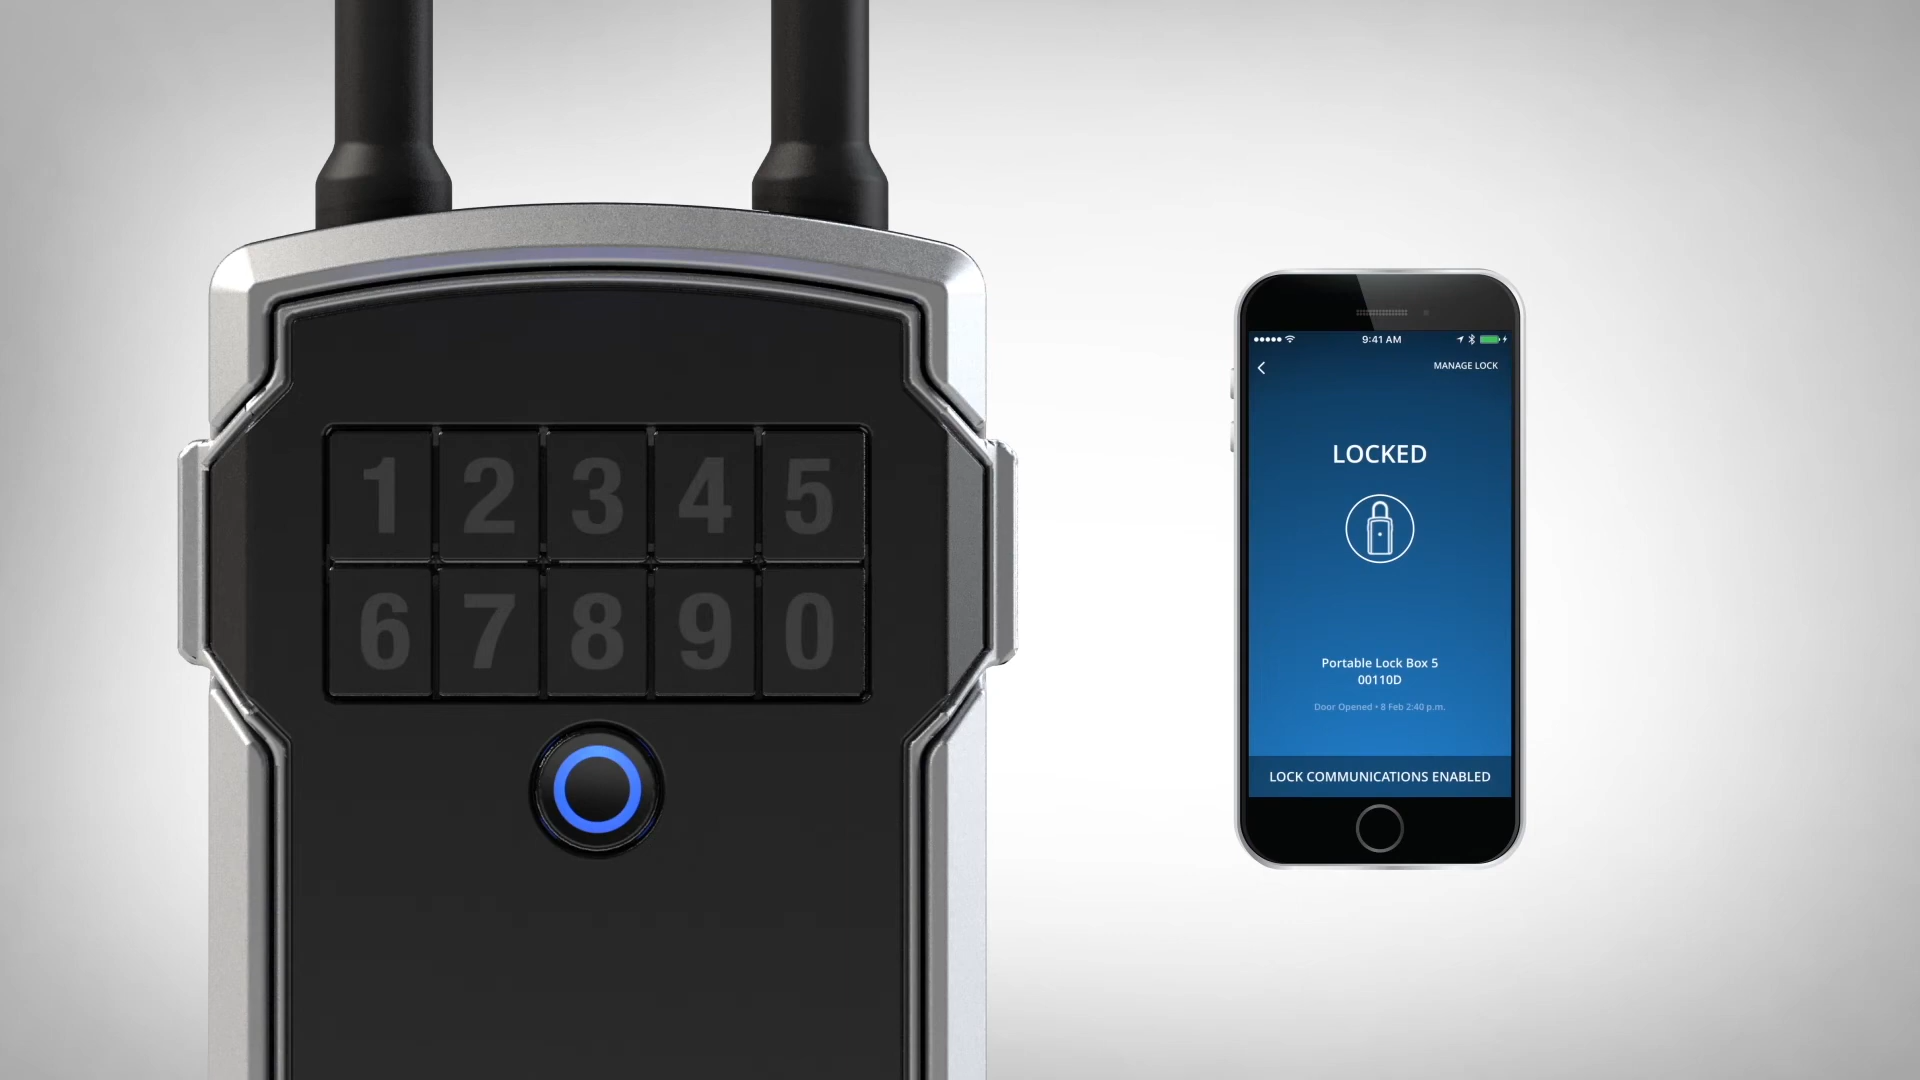 1 2 3 4 5
6 7 8 9 0
9:41 AM
MANAGE LOCK
LOCKED
Portable Lock Box 5
00110D
Door Opened • 8 Feb 2:40 p.m.
LOCK COMMUNICATIONS ENABLED